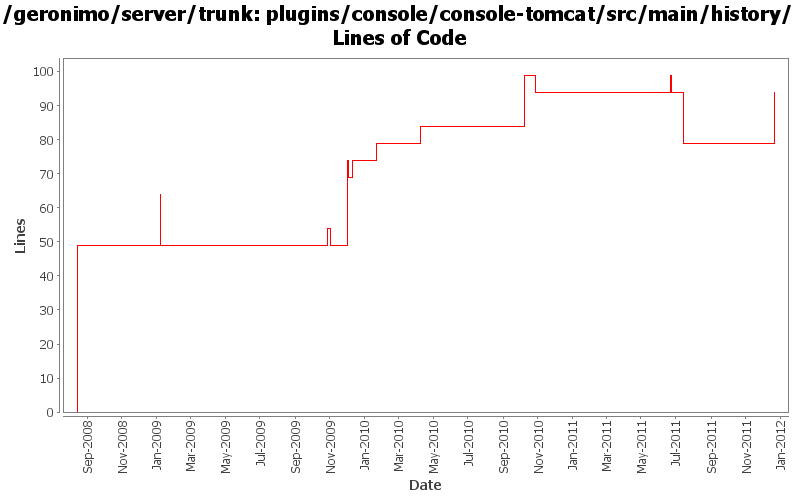 /geronimo/server/trunk: plugins/console/console-tomcat/src/main/history/
Lines of Code
100
90
80
70
60
50
40
30
20
10
0
Lines
Sep-2008
Nov-2008
Jan-2009
Mar-2009
May-2009
Jul-2009
Sep-2009
Nov-2009
Jan-2010
Mar-2010
May-2010
Jul-2010
Sep-2010
Nov-2010
Jan-2011
Mar-2011
May-2011
Jul-2011
Sep-2011
Nov-2011
Jan-2012
Date